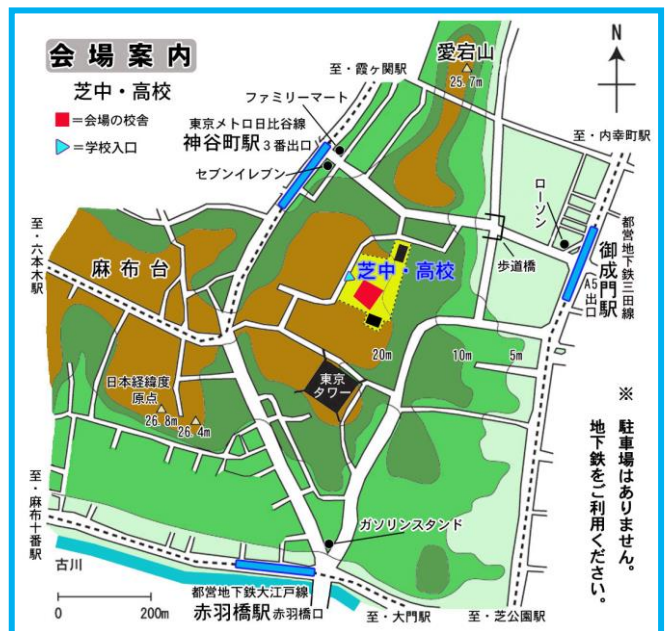 会場案内
芝中・高校
=会場の校舎
=学校入口
至・霞ヶ関駅
愛宕山
25.7m
N
ファミリーマート
東京メトロ日比谷線
神谷町駅3番出口
セブンイレブン
至・内幸町駅
ローソン
都営地下鉄三田線
御成門駅
A5出口
歩道橋
至・六本木駅
麻布台
芝中・高校
20m
10m
5m
東京
タワー
日本経緯度
原点
26.8m
26.4m
※ 駐車場はありません。
地下鉄をご利用ください。
至・麻布十番駅
ガソリンスタンド
古川
都営地下鉄大江戸線
赤羽橋駅赤羽橋口
至・大門駅
至・芝公園駅
0 200m